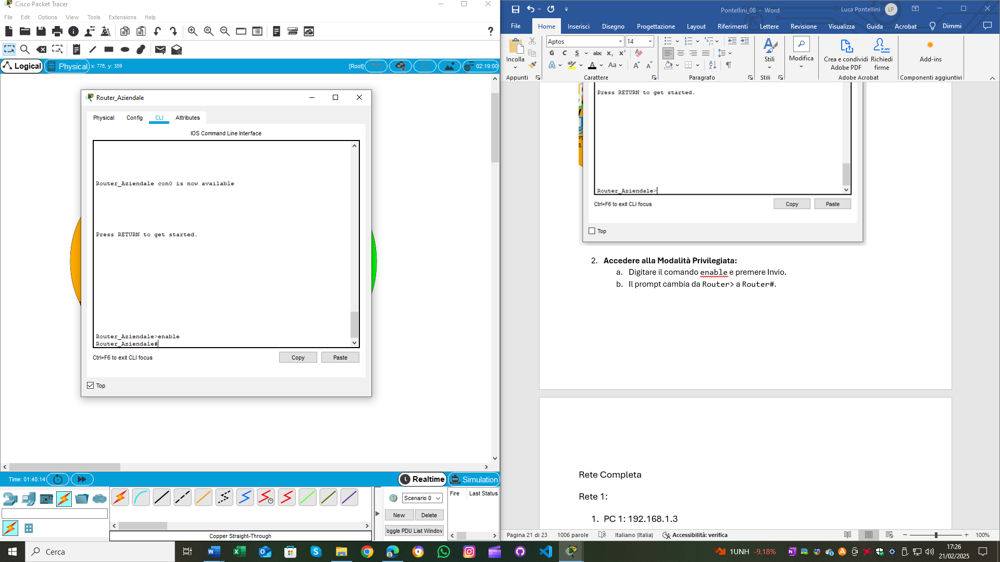 Cisco Packet Tracer
File Edit Options View Tools Extensions Help
Logical
Physical x: 776, y: 359
[Root]
02:19:00
Router_Aziendale
Physical Config CLI Attributes
IOS Command Line Interface
Router_Aziendale con0 is now available
Press RETURN to get started.
Router_Aziendale>enable
Router_Aziendale#
Ctrl+F6 to exit CLI focus
Copy Paste
Top
Time: 01:40:14
Realtime Simulation
Scenario 0
Fire Last Status
New Delete
Toggle PDU List Window
Copper Straight-Through
Pontellini_08 - Word
Luca Pontellini LP
File Home Inserisci Disegno Progettazione Layout Riferimenti Lettere Revisione Visualizza Guida Acrobat Dimmi
Incolla
Appunti
Aptos 14
G C S abc x₂ x²
A A Aa A A
Carattere
Paragrafo
Stili
Stili
Modifica
Crea e condividi Adobe PDF
Richiedi firme
Adobe Acrobat
Add-ins
Componenti aggiuntivi
Press RETURN to get started.
Router_Aziendale>
Ctrl+F6 to exit CLI focus
Copy Paste
Top
2. Accedere alla Modalità Privilegiata:
a. Digitare il comando enable e premere Invio.
b. Il prompt cambia da Router> a Router#.
Rete Completa
Rete 1:
1. PC 1: 192.168.1.3
Pagina 21 di 23 1006 parole Italiano (Italia) Accessibilità: verifica 100%
Cerca
1UNH -9,18%
17:26
21/02/2025